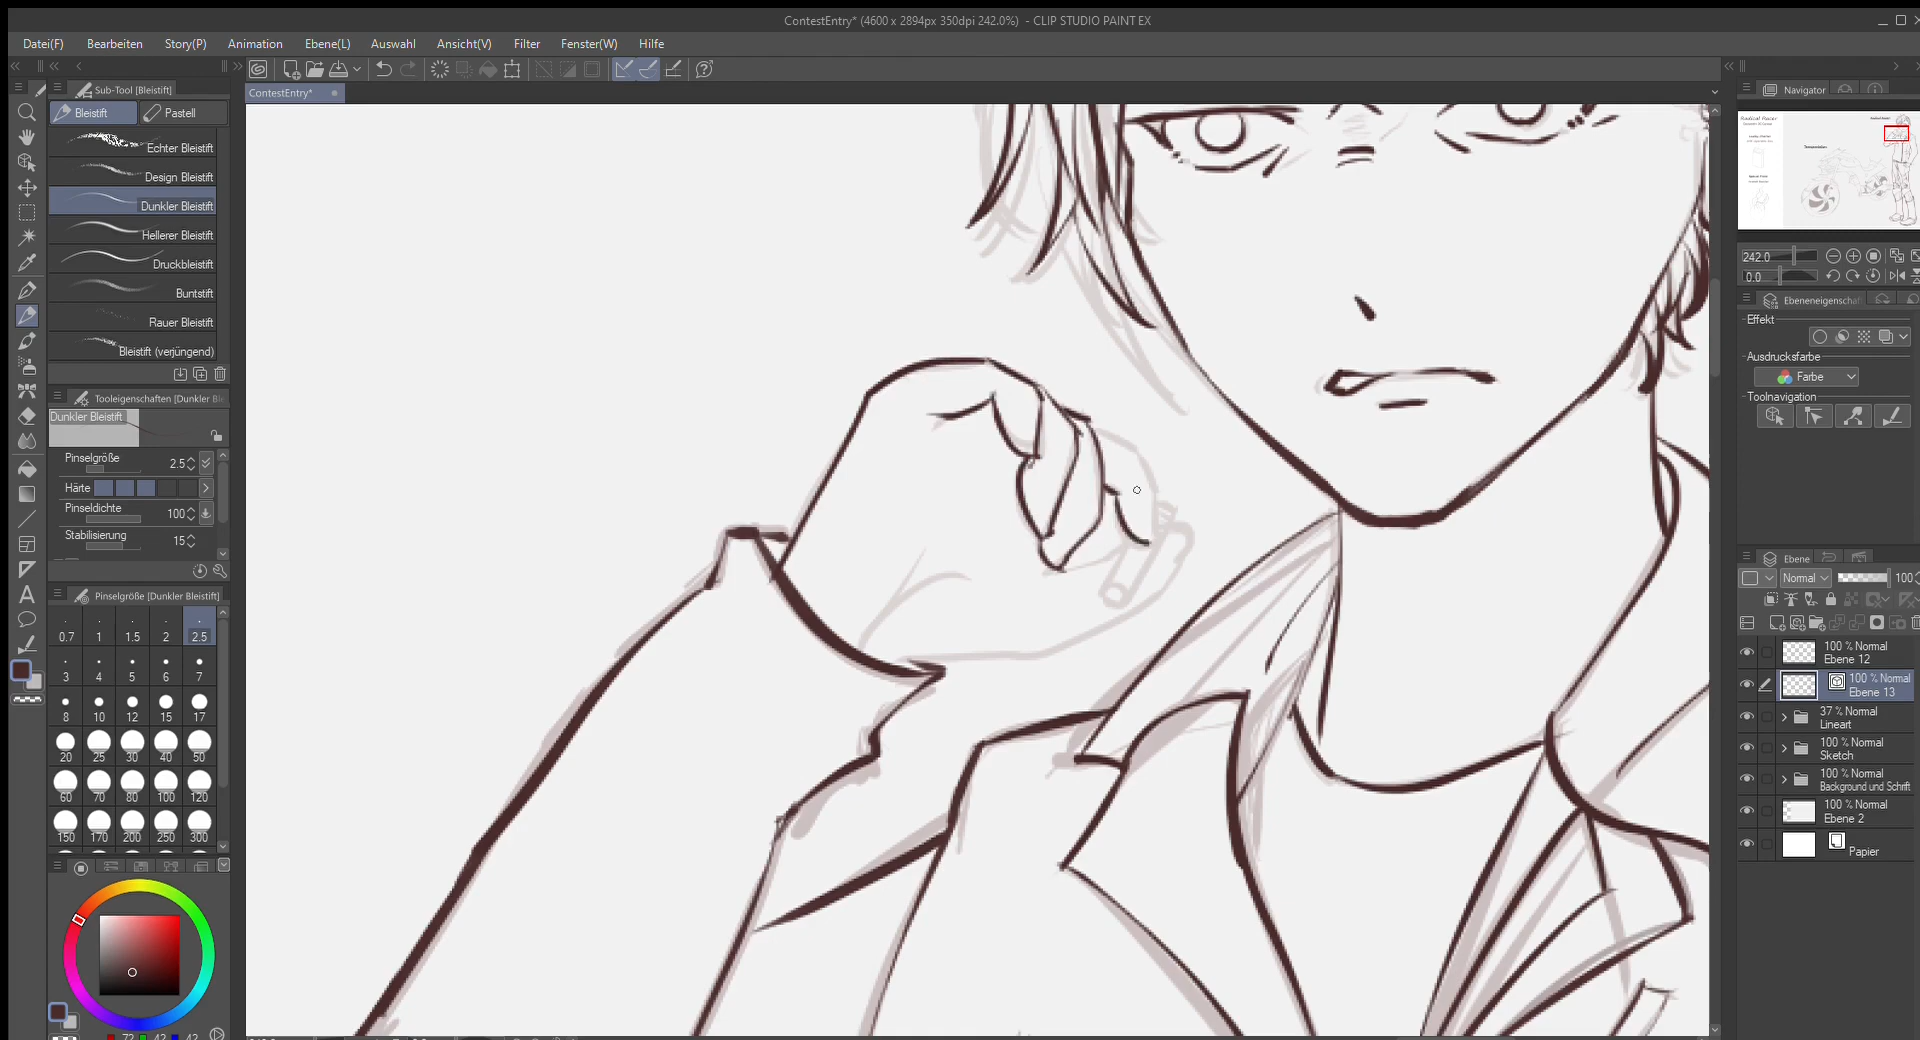 ContestEntry* (4600 x 2894px 350dpi 242.0%) - CLIP STUDIO PAINT EX
Datei(F) Bearbeiten Story(P) Animation Ebene(L) Auswahl Ansicht(V) Filter Fenster(W) Hilfe
Sub-Tool [Bleistift]
Bleistift Pastell
Echter Bleistift
Design Bleistift
Dunkler Bleistift
Hellerer Bleistift
Druckbleistift
Buntstift
Rauer Bleistift
Bleistift (verjüngend)
Tooleigenschaften [Dunkler Ble
Dunkler Bleistift
Pinselgröße 2.5
Härte
Pinseldichte 100
Stabilisierung 15
Pinselgröße [Dunkler Bleistift]
0.7 1 1.5 2 2.5
3 4 5 6 7
8 10 12 15 17
20 25 30 40 50
60 70 80 100 120
150 170 200 250 300
72 42 42
ContestEntry*
Navigator
Radical Racer
242.0
0.0
Ebeneneigenschaf
Effekt
Ausdrucksfarbe
Farbe
Toolnavigation
Ebene
Normal 100
100 % Normal
Ebene 12
100 % Normal
Ebene 13
37 % Normal
Lineart
100 % Normal
Sketch
100 % Normal
Background und Schrift
100 % Normal
Ebene 2
Papier